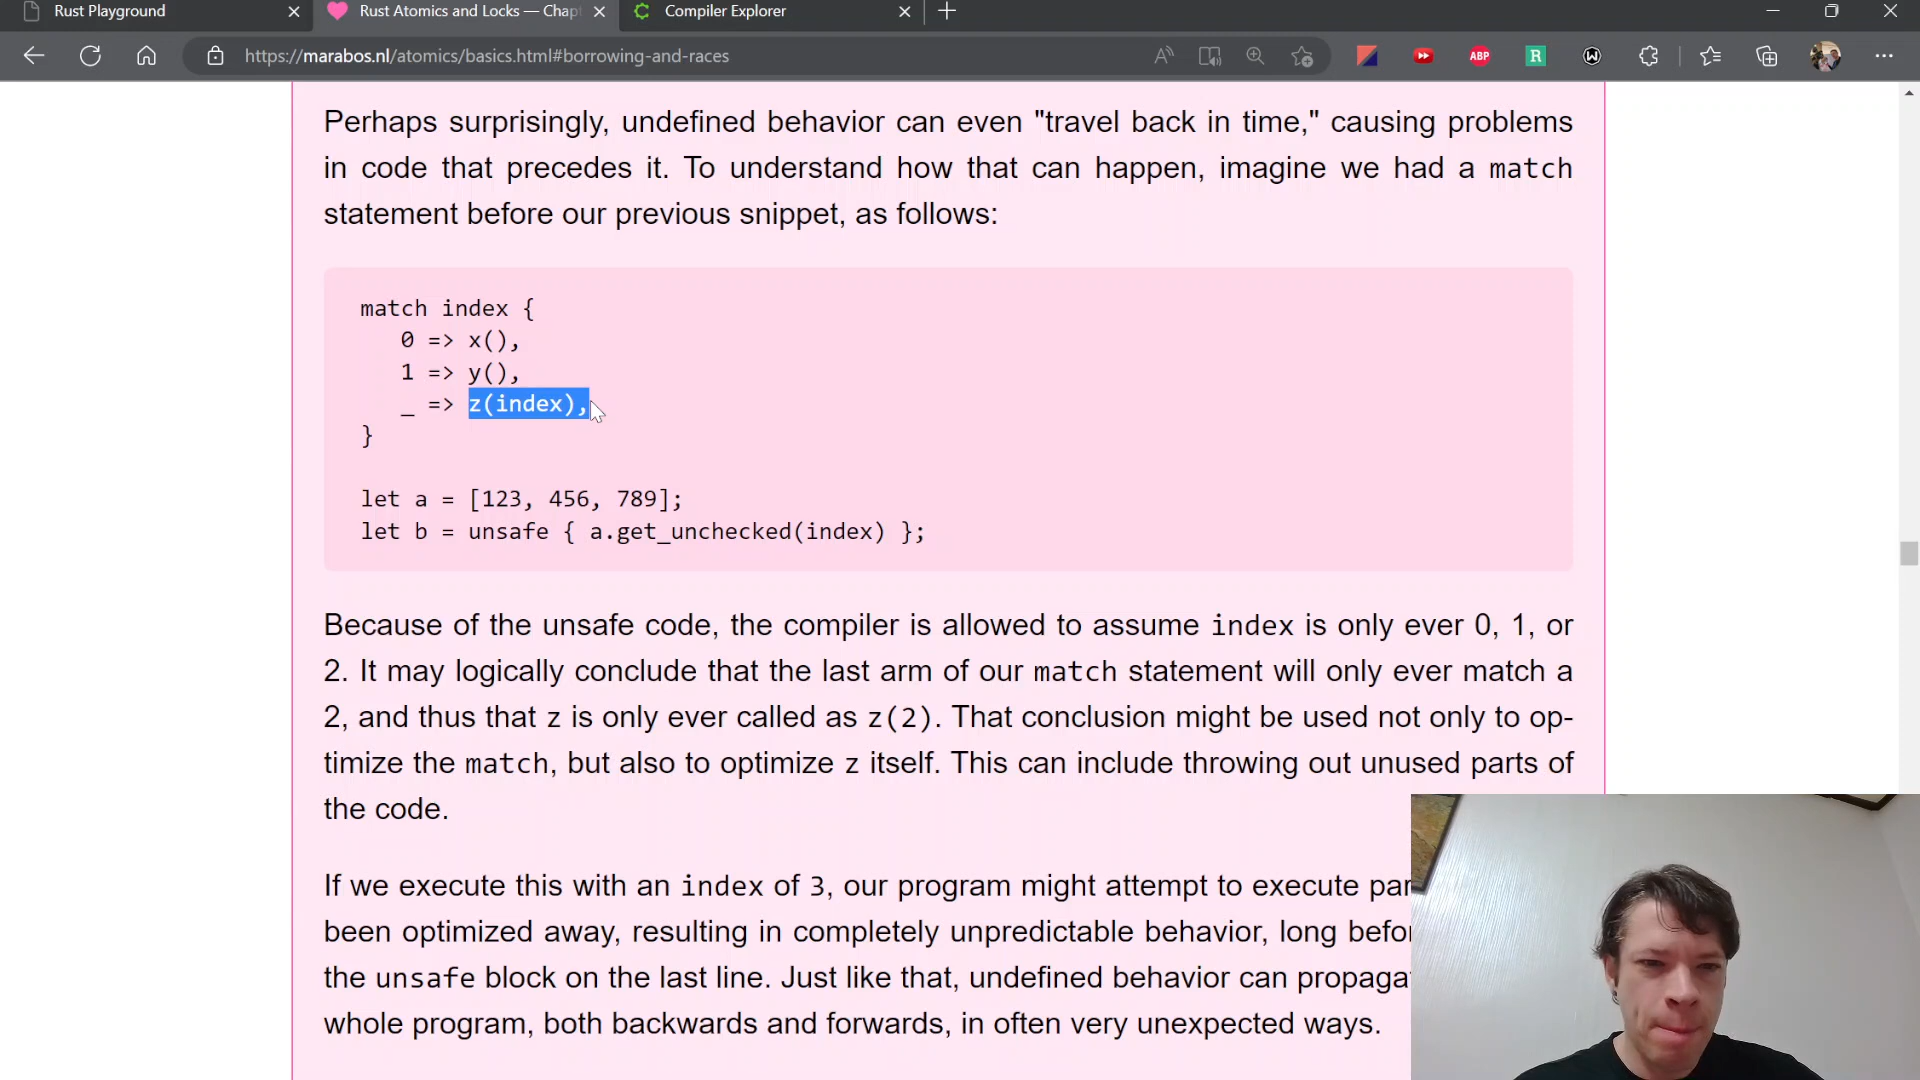 Rust Playground
Rust Atomics and Locks — Chap
Compiler Explorer
https://marabos.nl/atomics/basics.html#borrowing-and-races
ABP
R
W
Perhaps surprisingly, undefined behavior can even "travel back in time," causing problems
in code that precedes it. To understand how that can happen, imagine we had a match
statement before our previous snippet, as follows:
match index {
0 => x(),
1 => y(),
_ => z(index),
}
let a = [123, 456, 789];
let b = unsafe { a.get_unchecked(index) };
Because of the unsafe code, the compiler is allowed to assume index is only ever 0, 1, or
2. It may logically conclude that the last arm of our match statement will only ever match a
2, and thus that z is only ever called as z(2). That conclusion might be used not only to op-
timize the match, but also to optimize z itself. This can include throwing out unused parts of
the code.
If we execute this with an index of 3, our program might attempt to execute par
been optimized away, resulting in completely unpredictable behavior, long befor
the unsafe block on the last line. Just like that, undefined behavior can propaga
whole program, both backwards and forwards, in often very unexpected ways.